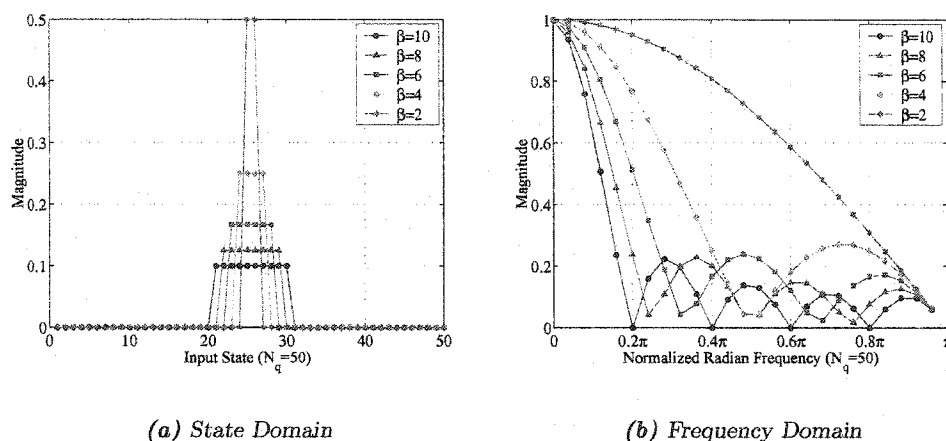 0.5
0.4
0.3
0.2
0.1
0
Magnitude
β=10
β=8
β=6
β=4
β=2
0 10 20 30 40 50
Input State (N_q=50)
(a) State Domain
1
0.8
0.6
0.4
0.2
0
Magnitude
β=10
β=8
β=6
β=4
β=2
0 0.2π 0.4π 0.6π 0.8π π
Normalized Radian Frequency (N_q=50)
(b) Frequency Domain